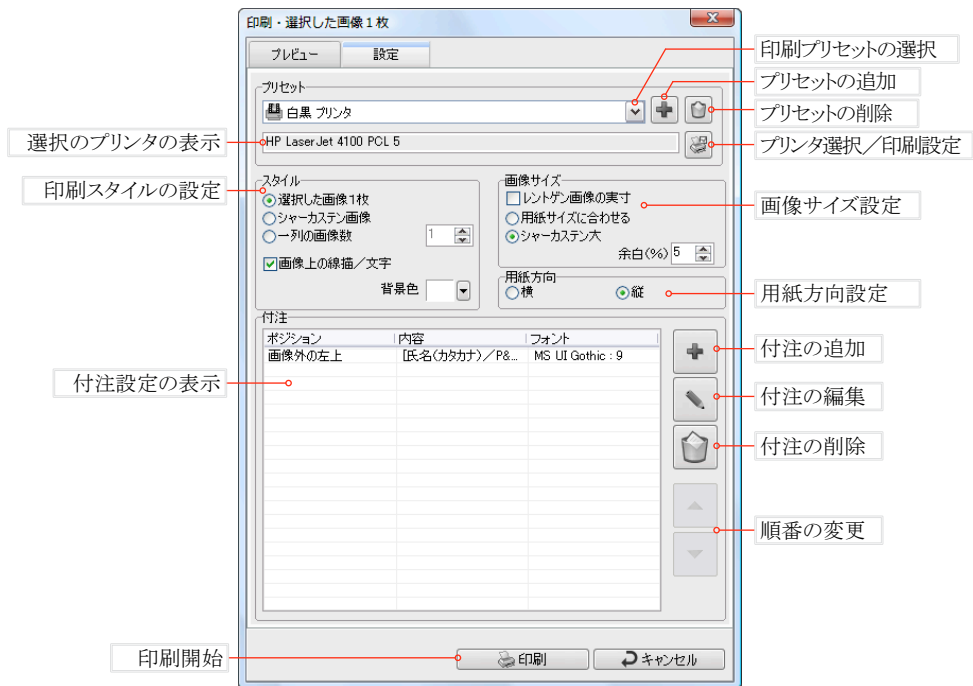 印刷・選択した画像1枚
プレビュー
設定
印刷プリセットの選択
プリセット
プリセットの追加
白黒 プリンタ
プリセットの削除
選択のプリンタの表示
HP LaserJet 4100 PCL 5
プリンタ選択／印刷設定
印刷スタイルの設定
スタイル
選択した画像1枚
シャーカステン画像
一列の画像数
1
画像上の線描／文字
背景色
画像サイズ
レントゲン画像の実寸
用紙サイズに合わせる
シャーカステン大
余白(%)
5
画像サイズ設定
用紙方向
横
縦
用紙方向設定
付注
ポジション
内容
フォント
画像外の左上
[氏名(カタカナ)／P&...
MS UI Gothic : 9
付注の追加
付注設定の表示
付注の編集
付注の削除
順番の変更
印刷開始
印刷
キャンセル